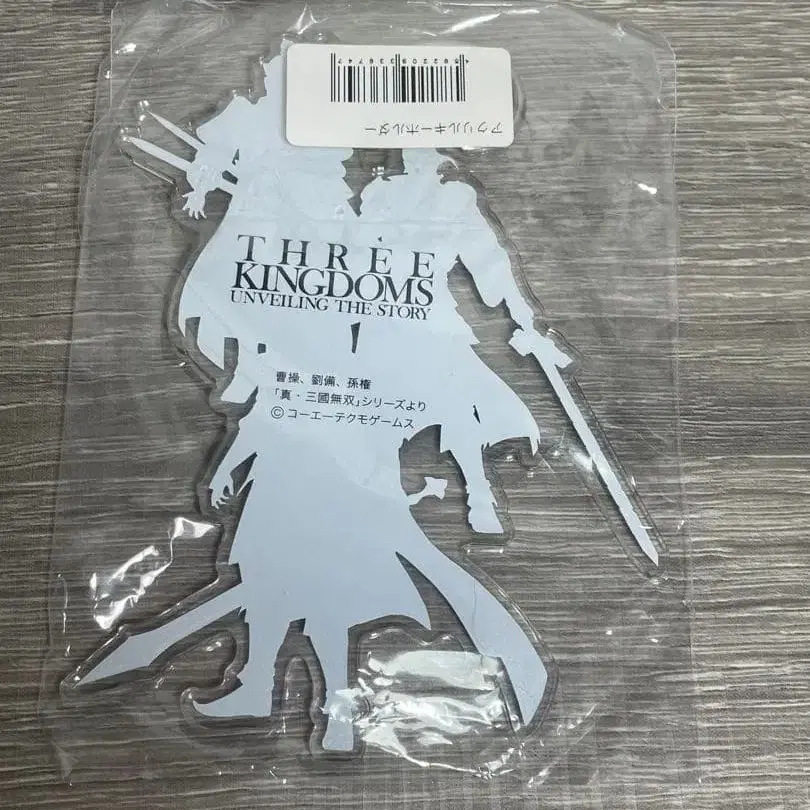 アクリルキーホルダー
4582209336747
THREE
KINGDOMS
UNVEILING THE STORY
曹操、劉備、孫権
「真・三國無双」シリーズより
© コーエーテクモゲームス